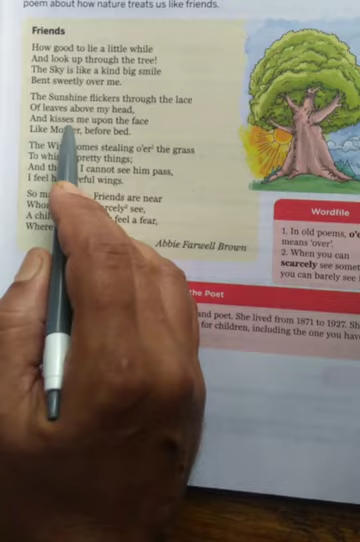 poem about how nature treats us like friends.
Friends
How good to lie a little while
And look up through the tree!
The Sky is like a kind big smile
Bent sweetly over me.
The Sunshine flickers through the lace
Of leaves above my head,
And kisses me upon the face
Like Mother, before bed.
The Wi omes stealing o'er¹ the grass
To whi pretty things;
And th I cannot see him pass,
I feel h eful wings.
So m Friends are near
Who rcely² see,
A chil feel a fear,
Where
Abbie Farwell Brown
Wordfile
1. In old poems, o'e
means 'over'.
2. When you can
scarcely see somet
you can barely see i
the Poet
and poet. She lived from 1871 to 1927. Sh
for children, including the one you have